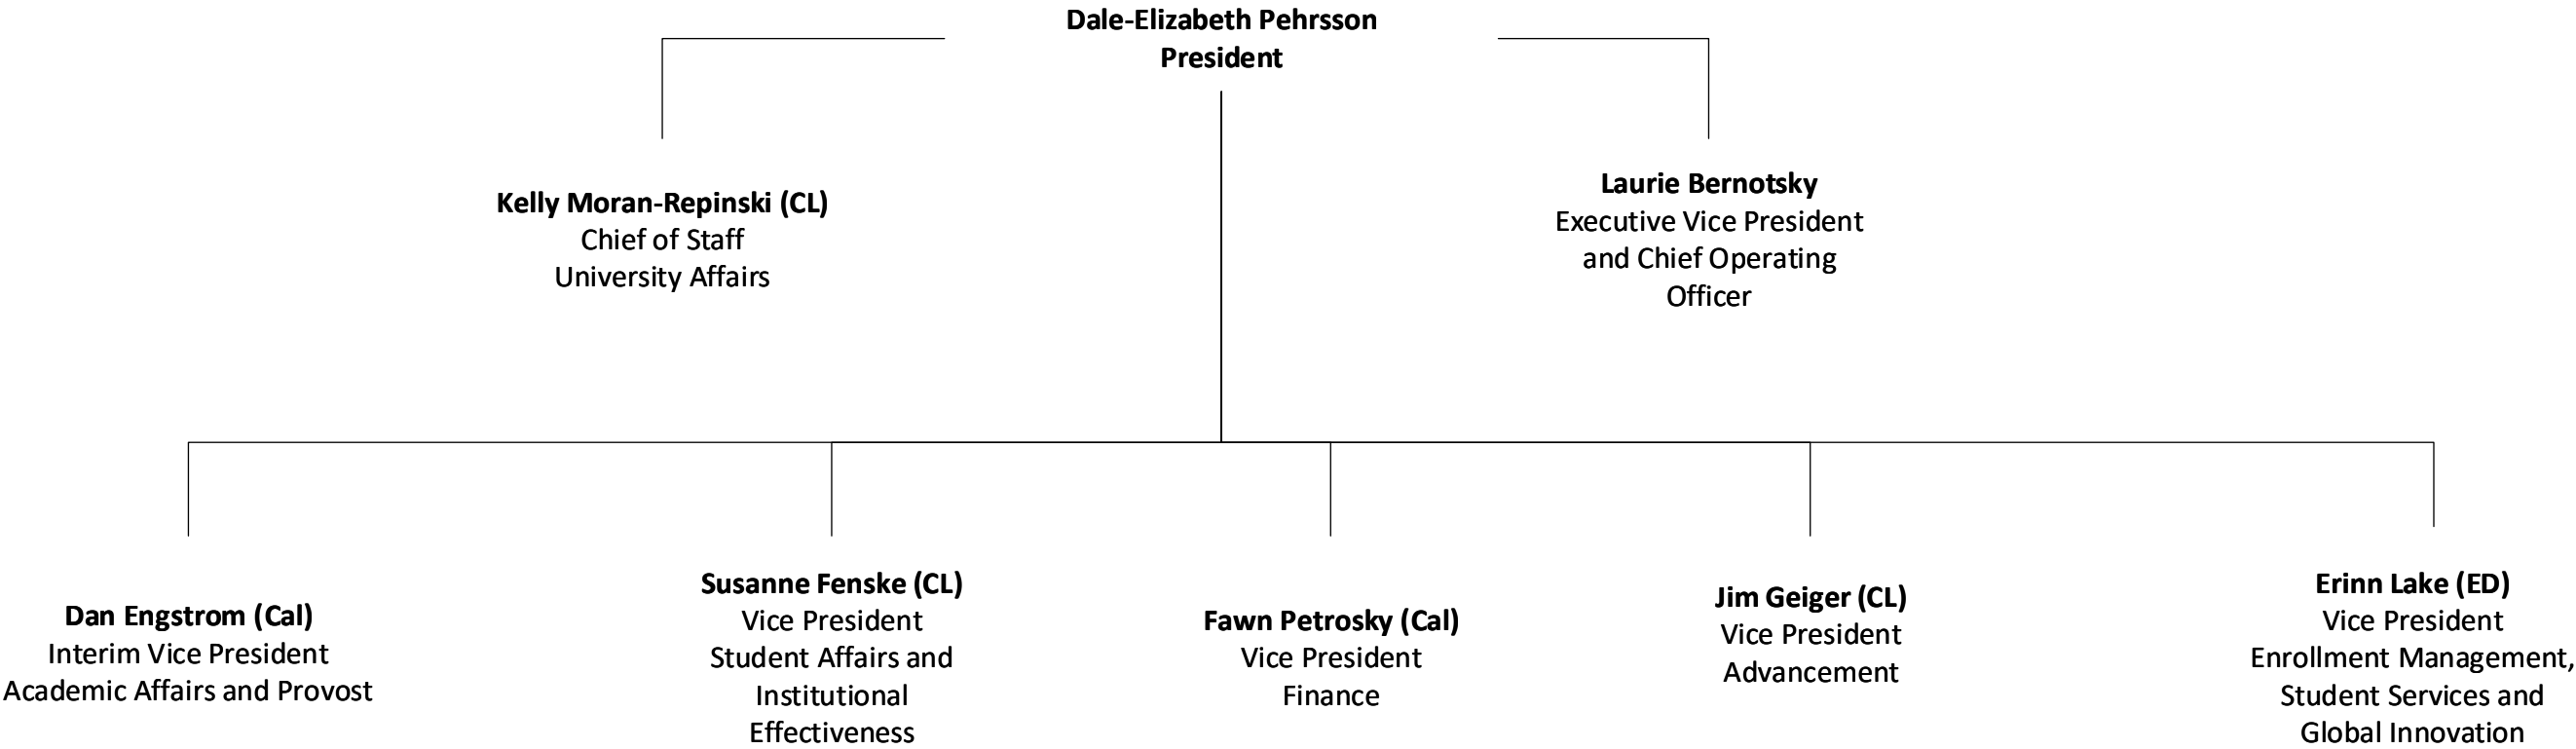 Dale-Elizabeth Pehrsson
President
Kelly Moran-Repinski (CL)
Chief of Staff
University Affairs
Laurie Bernotsky
Executive Vice President
and Chief Operating
Officer
Dan Engstrom (Cal)
Interim Vice President
Academic Affairs and Provost
Susanne Fenske (CL)
Vice President
Student Affairs and
Institutional
Effectiveness
Fawn Petrosky (Cal)
Vice President
Finance
Jim Geiger (CL)
Vice President
Advancement
Erinn Lake (ED)
Vice President
Enrollment Management,
Student Services and
Global Innovation